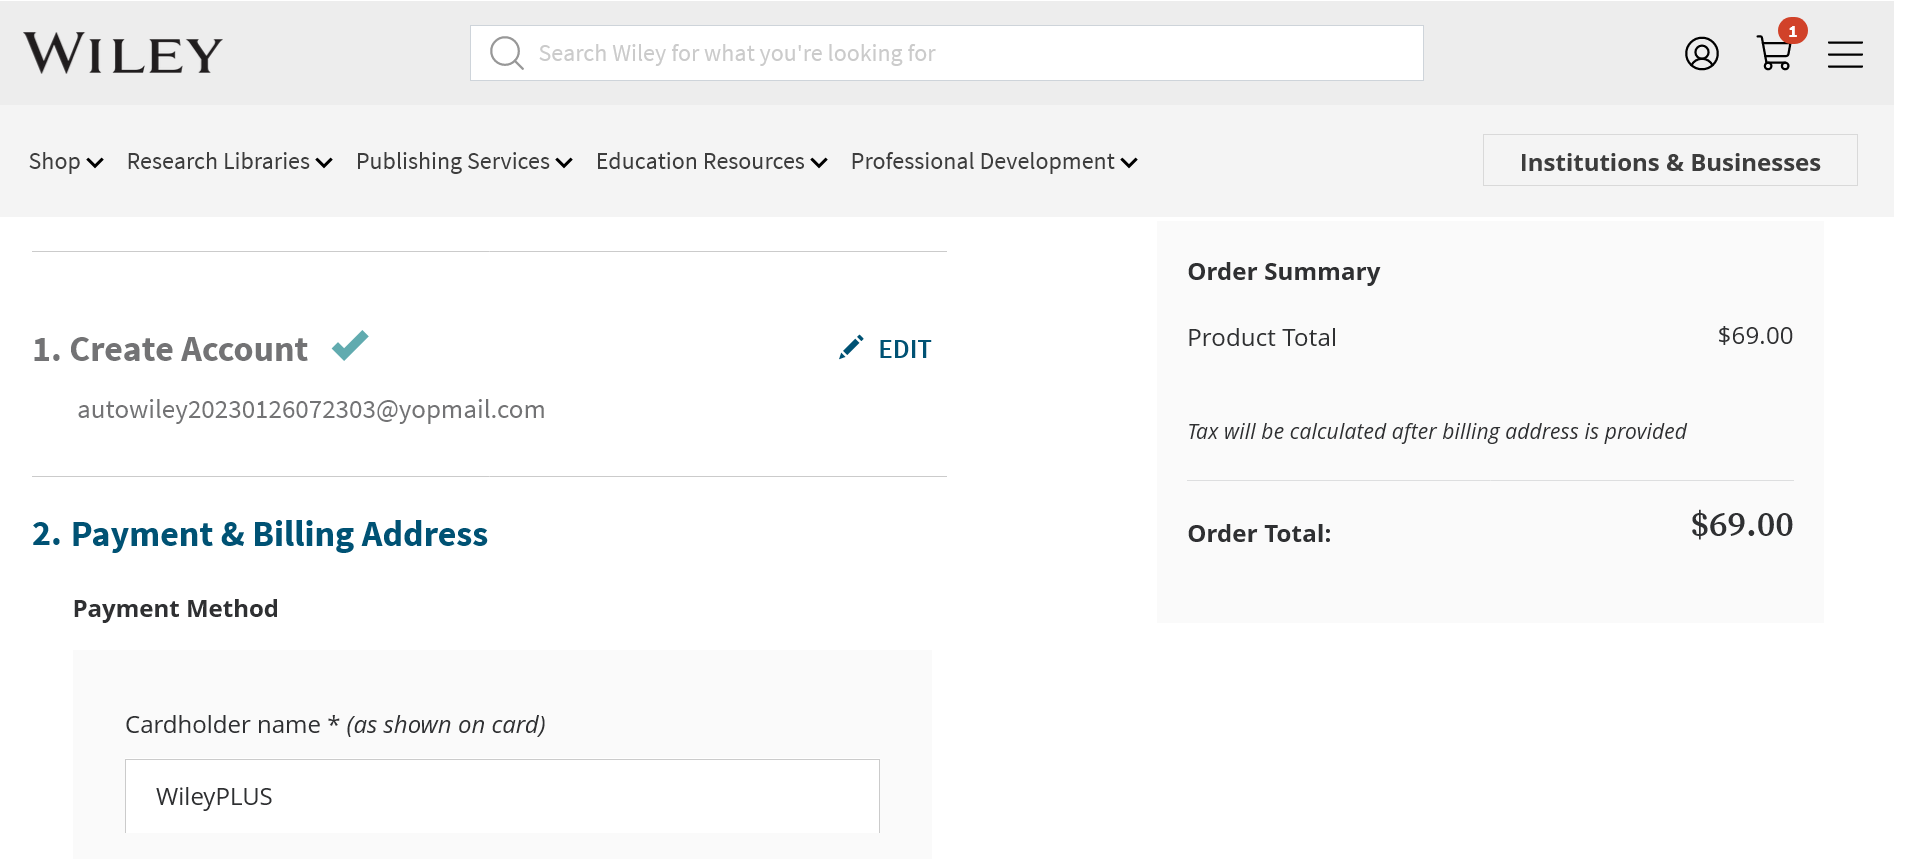 WILEY
Search Wiley for what you're looking for
1
Shop Research Libraries Publishing Services Education Resources Professional Development
Institutions & Businesses
1. Create Account
EDIT
autowiley20230126072303@yopmail.com
2. Payment & Billing Address
Payment Method
Cardholder name * (as shown on card)
WileyPLUS
Order Summary
Product Total $69.00
Tax will be calculated after billing address is provided
Order Total: $69.00